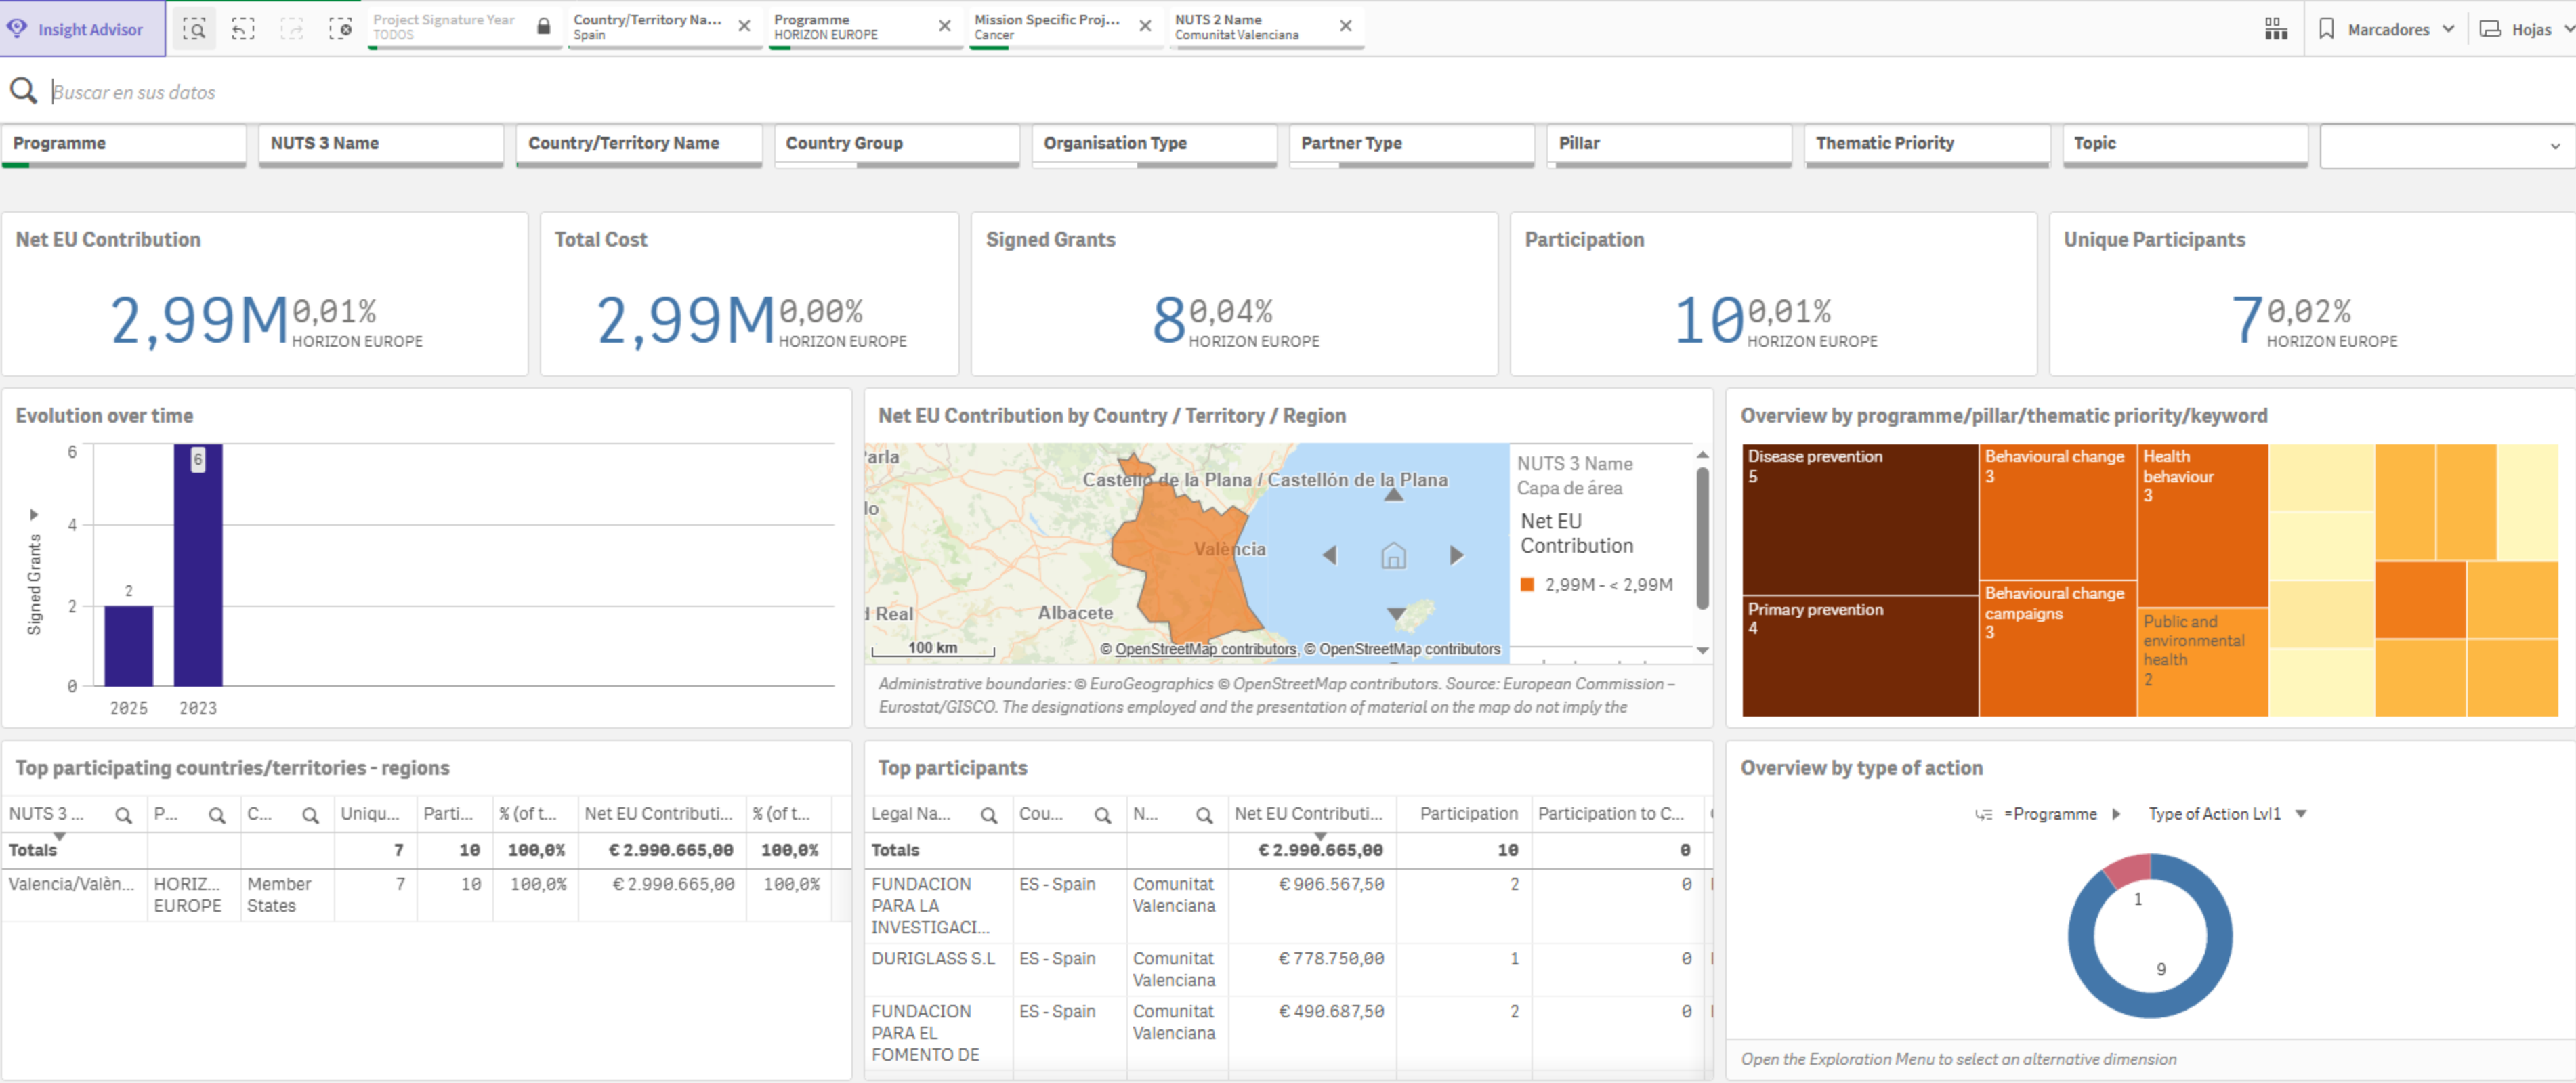 Insight Advisor
Project Signature Year
TODOS
Country/Territory Na...
Spain
Programme
HORIZON EUROPE
Mission Specific Proj...
Cancer
NUTS 2 Name
Comunitat Valenciana
Marcadores
Hojas
Buscar en sus datos
Programme
NUTS 3 Name
Country/Territory Name
Country Group
Organisation Type
Partner Type
Pillar
Thematic Priority
Topic
Net EU Contribution
2,99M 0,01%
HORIZON EUROPE
Total Cost
2,99M 0,00%
HORIZON EUROPE
Signed Grants
8 0,04%
HORIZON EUROPE
Participation
10 0,01%
HORIZON EUROPE
Unique Participants
7 0,02%
HORIZON EUROPE
Evolution over time
Signed Grants
6
4
2
0
2
6
2025 2023
Net EU Contribution by Country / Territory / Region
Castelló de la Plana / Castellón de la Plana
València
Albacete
Real
100 km
© OpenStreetMap contributors, © OpenStreetMap contributors
NUTS 3 Name
Capa de área
Net EU
Contribution
2,99M - < 2,99M
Administrative boundaries: © EuroGeographics © OpenStreetMap contributors. Source: European Commission –
Eurostat/GISCO. The designations employed and the presentation of material on the map do not imply the
Overview by programme/pillar/thematic priority/keyword
Disease prevention
5
Primary prevention
4
Behavioural change
3
Behavioural change
campaigns
3
Health
behaviour
3
Public and
environmental
health
2
Top participating countries/territories - regions
NUTS 3 ... P... C... Uniqu... Parti... % (of t... Net EU Contributi... % (of t...
Totals 7 10 100,0% € 2.990.665,00 100,0%
Valencia/Valèn... HORIZ... Member 7 10 100,0% € 2.990.665,00 100,0%
EUROPE States
Top participants
Legal Na... Cou... N... Net EU Contributi... Participation Participation to C...
Totals € 2.990.665,00 10 0
FUNDACION ES - Spain Comunitat € 906.567,50 2 0
PARA LA Valenciana
INVESTIGACI...
DURIGLASS S.L ES - Spain Comunitat € 778.750,00 1 0
Valenciana
FUNDACION ES - Spain Comunitat € 490.687,50 2 0
PARA EL Valenciana
FOMENTO DE
Overview by type of action
=Programme Type of Action Lvl1
1
9
Open the Exploration Menu to select an alternative dimension